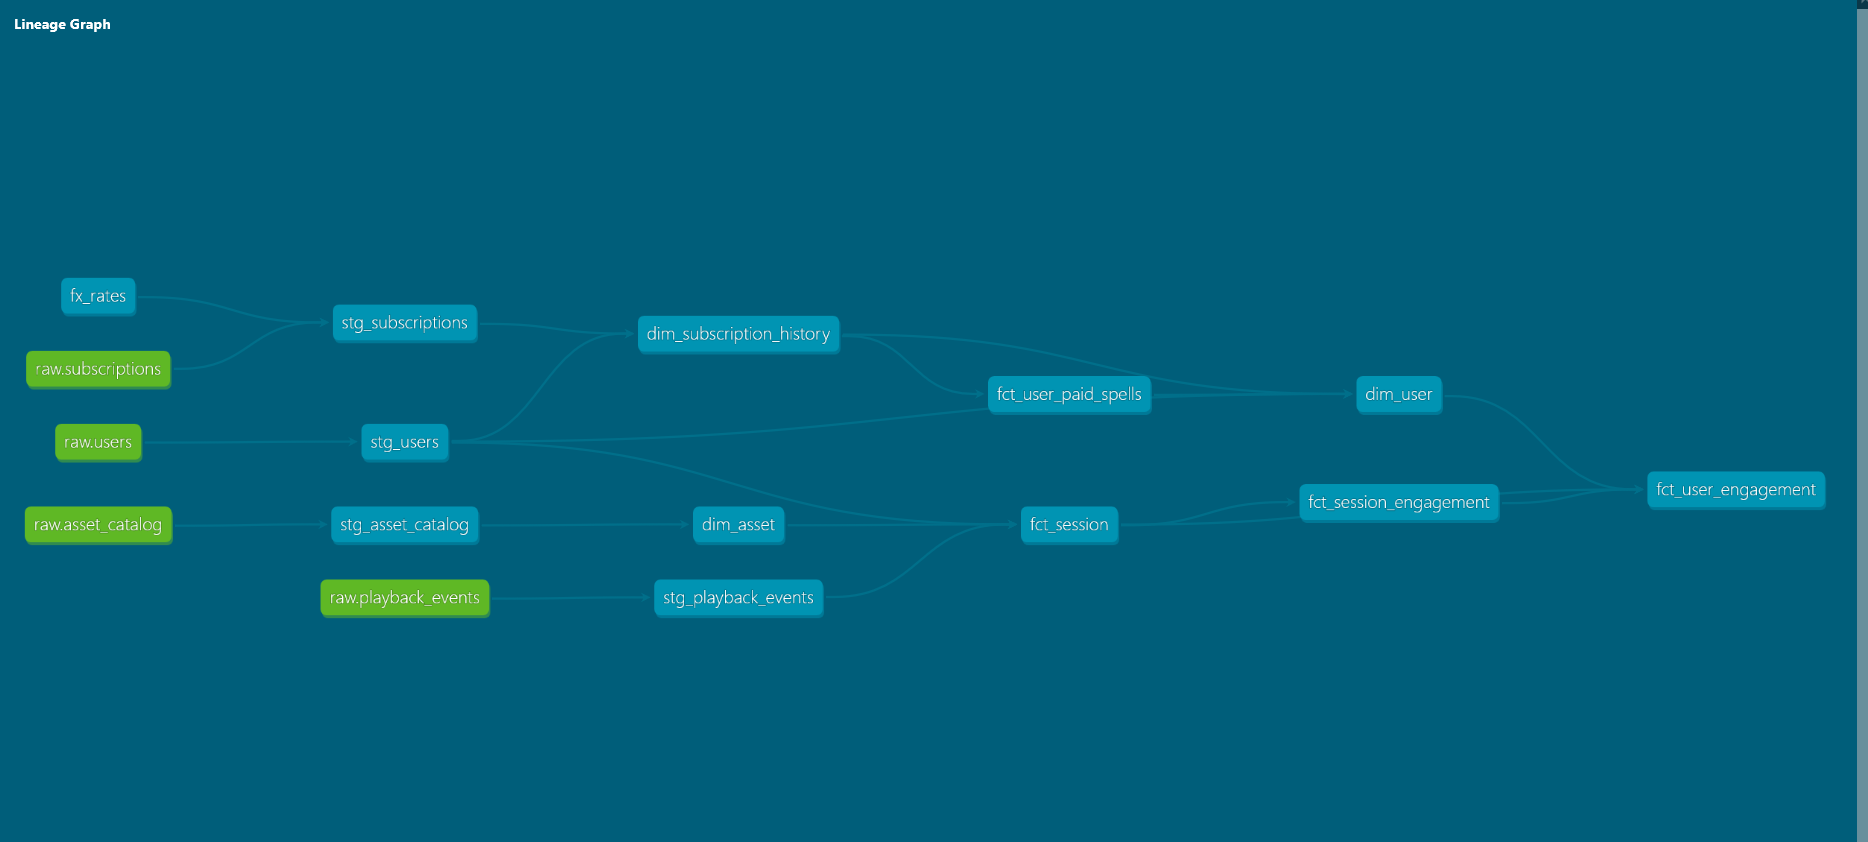 Lineage Graph
fx_rates
stg_subscriptions
dim_subscription_history
raw.subscriptions
fct_user_paid_spells
dim_user
raw.users
stg_users
fct_user_engagement
fct_session_engagement
raw.asset_catalog
stg_asset_catalog
dim_asset
fct_session
raw.playback_events
stg_playback_events